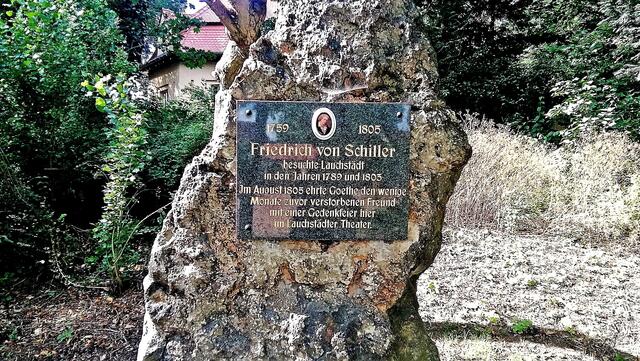 1759 1805
Friedrich von Schiller
besuchte Lauchstädt
in den Jahren 1789 und 1803
Im August 1805 ehrte Goethe den wenige
Monate zuvor verstorbenen Freund
mit einer Gedenkfeier hier
im Lauchstädter Theater.